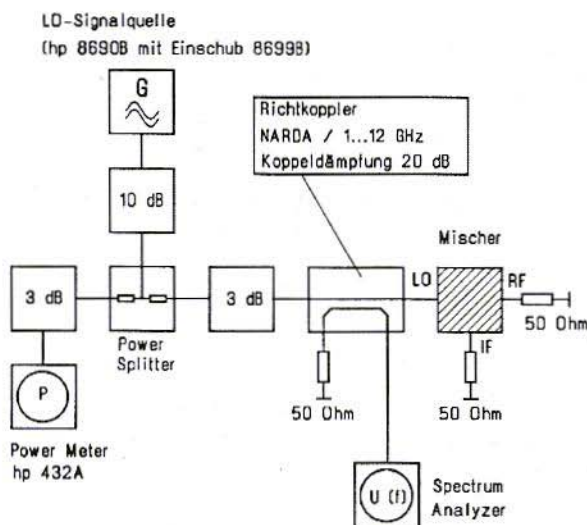 LO-Signalquelle
(hp 8690B mit Einschub 8699B)
G
Richtkoppler
NARDA / 1...12 GHz
Koppeldämpfung 20 dB
10 dB
Mischer
3 dB
3 dB
LO
RF
Power
Splitter
50 Ohm
IF
P
50 Ohm
50 Ohm
Power Meter
hp 432A
U (f)
Spectrum
Analyzer